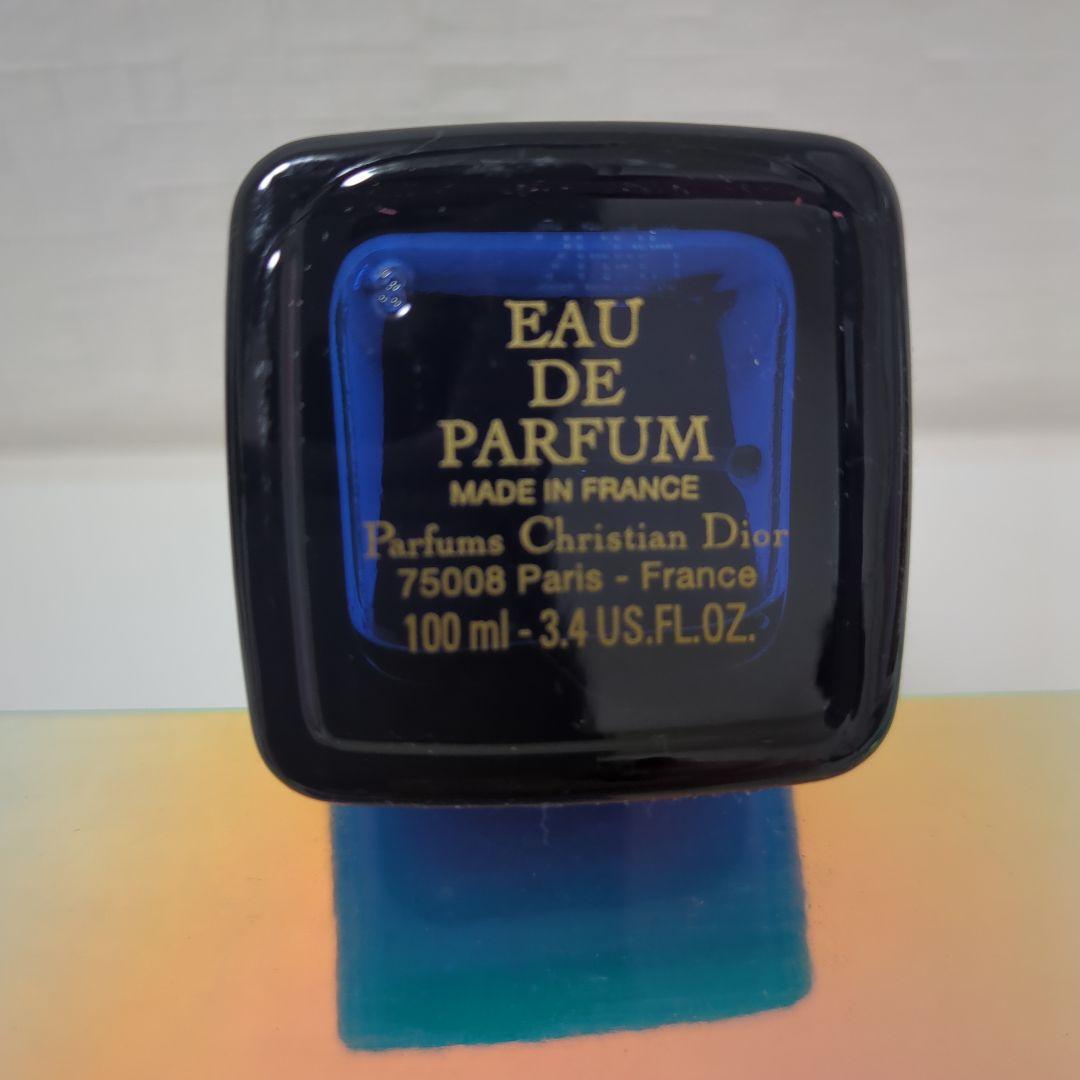 EAU
DE
PARFUM
MADE IN FRANCE
Parfums Christian Dior
75008 Paris - France
100 ml - 3.4 US.FL.OZ.